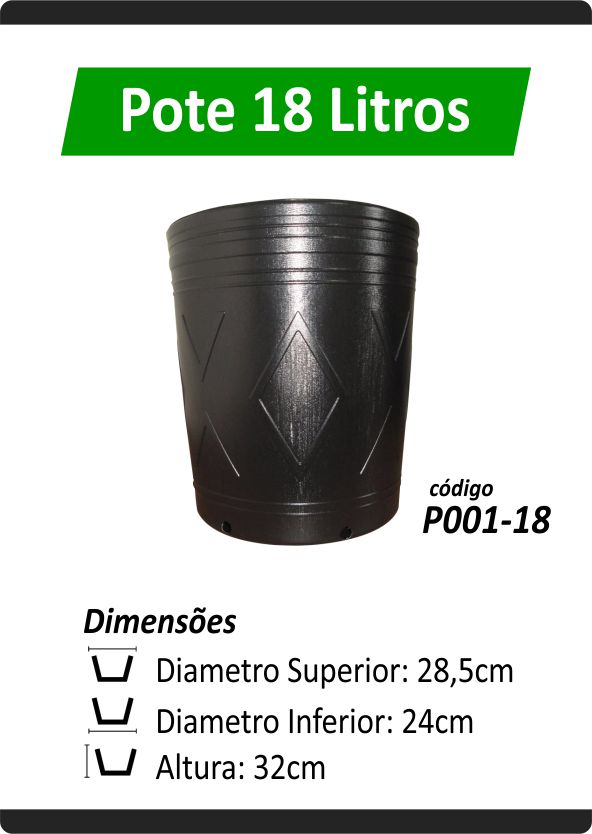 Pote 18 Litros
código
P001-18
Dimensões
Diametro Superior: 28,5cm
Diametro Inferior: 24cm
Altura: 32cm